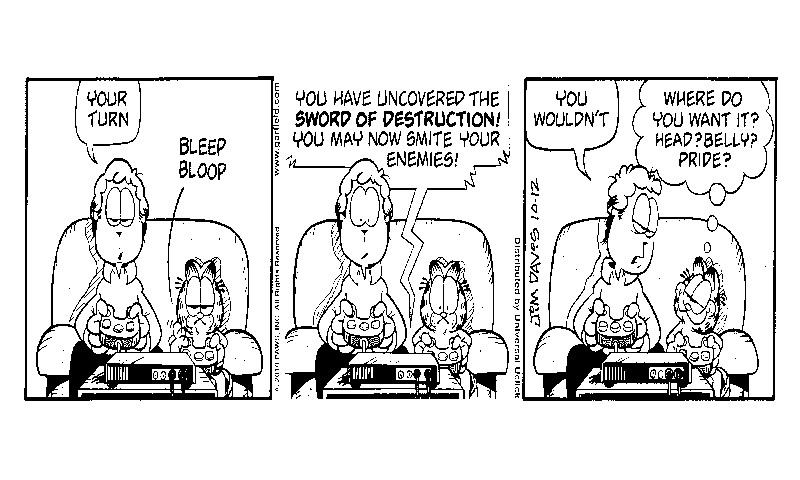 YOUR
TURN
BLEEP
BLOOP
© 2010 PAWS, INC. All Rights Reserved.
www.garfield.com
YOU HAVE UNCOVERED THE
SWORD OF DESTRUCTION!
YOU MAY NOW SMITE YOUR
ENEMIES!
Distributed by Universal Uclick
JIM DAVIS 10-12
YOU
WOULDN'T
WHERE DO
YOU WANT IT?
HEAD? BELLY?
PRIDE?